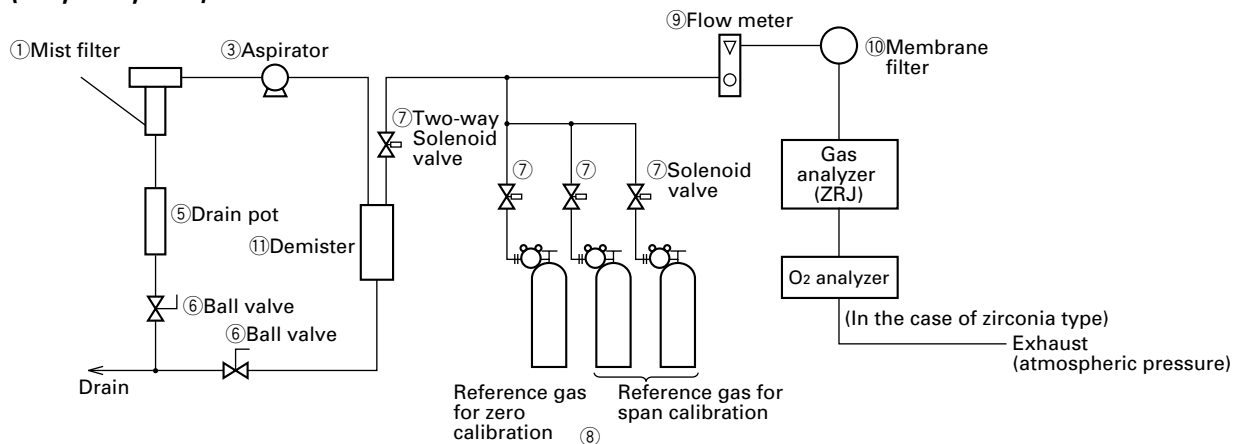 ⑨Flow meter
①Mist filter
③Aspirator
⑩Membrane
filter
⑦Two-way
Solenoid
valve
⑦
⑦
⑦Solenoid
valve
Gas
analyzer
(ZRJ)
⑤Drain pot
⑪Demister
O2 analyzer
⑥Ball valve
⑥Ball valve
(In the case of zirconia type)
Exhaust
(atmospheric pressure)
Drain
Reference gas
for zero
calibration
Reference gas for
span calibration
⑧